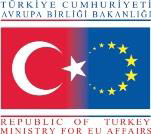 TÜRKİYE CUMHURİYETİ
AVRUPA BİRLİĞİ BAKANLIĞI
REPUBLIC OF TURKEY
MINISTRY FOR EU AFFAIRS